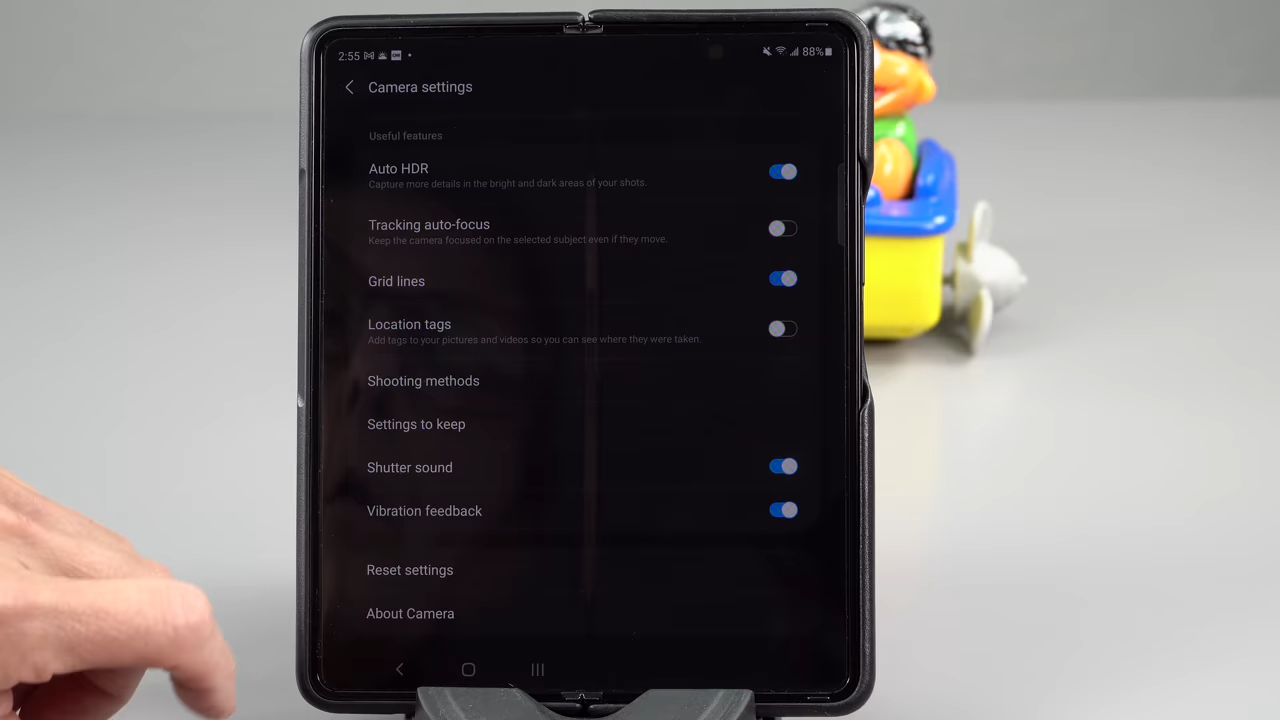 2:55
88%
Camera settings
Useful features
Auto HDR
Capture more details in the bright and dark areas of your shots.
Tracking auto-focus
Keep the camera focused on the selected subject even if they move.
Grid lines
Location tags
Add tags to your pictures and videos so you can see where they were taken.
Shooting methods
Settings to keep
Shutter sound
Vibration feedback
Reset settings
About Camera